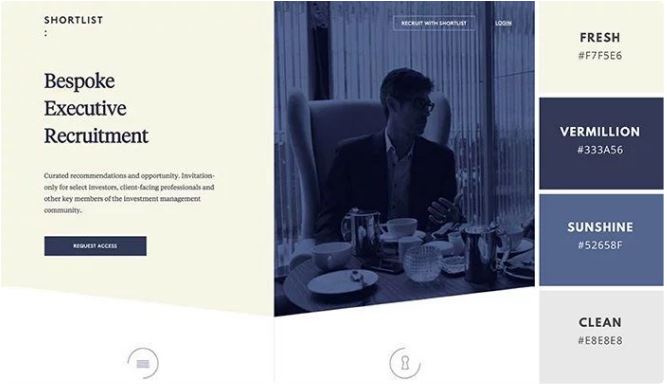 SHORTLIST
:
RECRUIT WITH SHORTLIST
LOGIN
Bespoke
Executive
Recruitment
Curated recommendations and opportunity. Invitation-
only for select investors, client-facing professionals and
other key members of the investment management
community.
REQUEST ACCESS
FRESH
#F7F5E6
VERMILLION
#333A56
SUNSHINE
#52658F
CLEAN
#E8E8E8